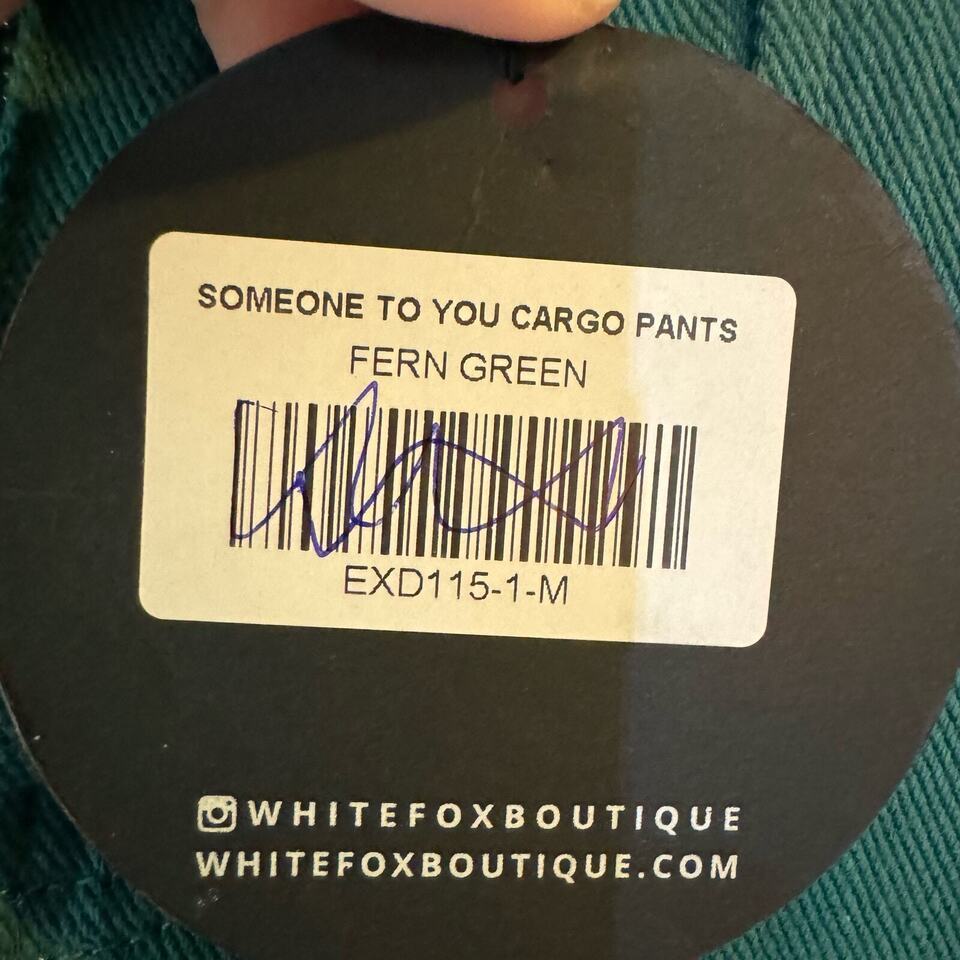 SOMEONE TO YOU CARGO PANTS
FERN GREEN
EXD115-1-M
WHITEFOXBOUTIQUE
WHITEFOXBOUTIQUE.COM